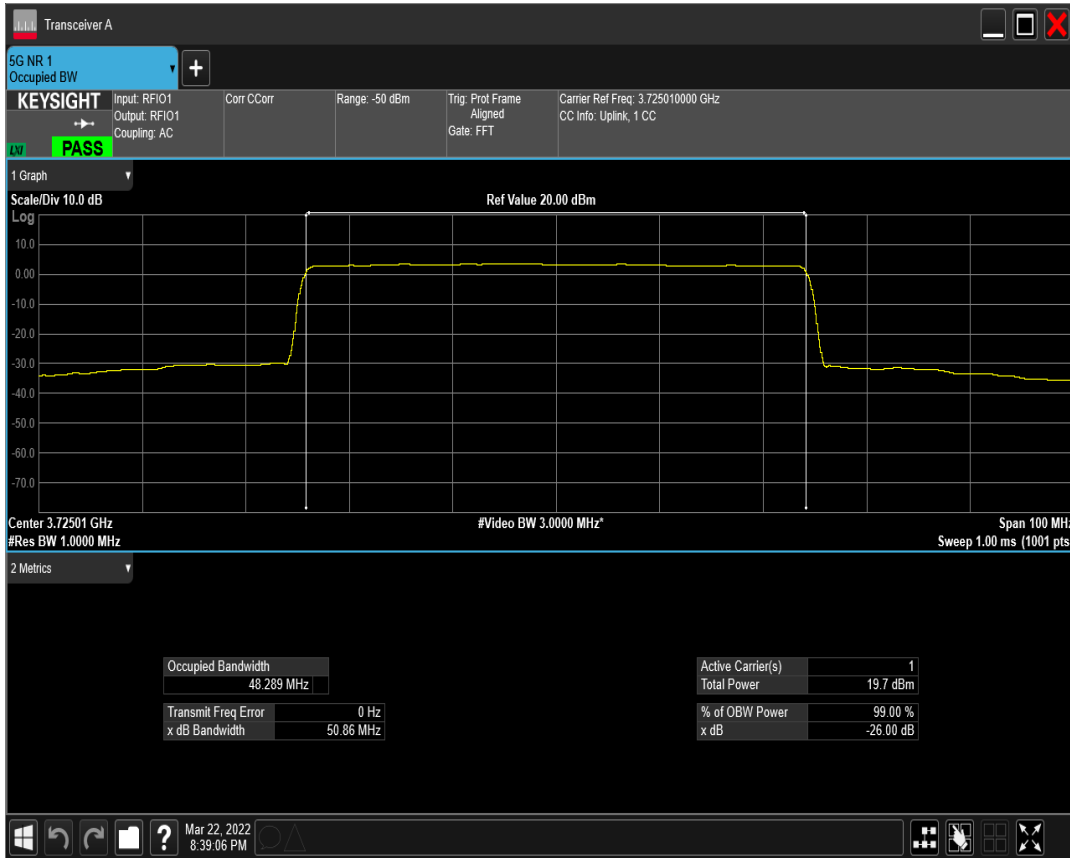 Transceiver A
5G NR 1
Occupied BW
+
KEYSIGHT
LXI
PASS
Input: RFIO1
Output: RFIO1
Coupling: AC
Corr CCorr
Range: -50 dBm
Trig: Prot Frame
Aligned
Gate: FFT
Carrier Ref Freq: 3.725010000 GHz
CC Info: Uplink, 1 CC
1 Graph
Scale/Div 10.0 dB
Ref Value 20.00 dBm
Log
10.0
0.00
-10.0
-20.0
-30.0
-40.0
-50.0
-60.0
-70.0
Center 3.72501 GHz
#Video BW 3.0000 MHz*
Span 100 MHz
#Res BW 1.0000 MHz
Sweep 1.00 ms (1001 pts
2 Metrics
Occupied Bandwidth
48.289 MHz
Transmit Freq Error 0 Hz
x dB Bandwidth 50.86 MHz
Active Carrier(s) 1
Total Power 19.7 dBm
% of OBW Power 99.00 %
x dB -26.00 dB
?
Mar 22, 2022
8:39:06 PM